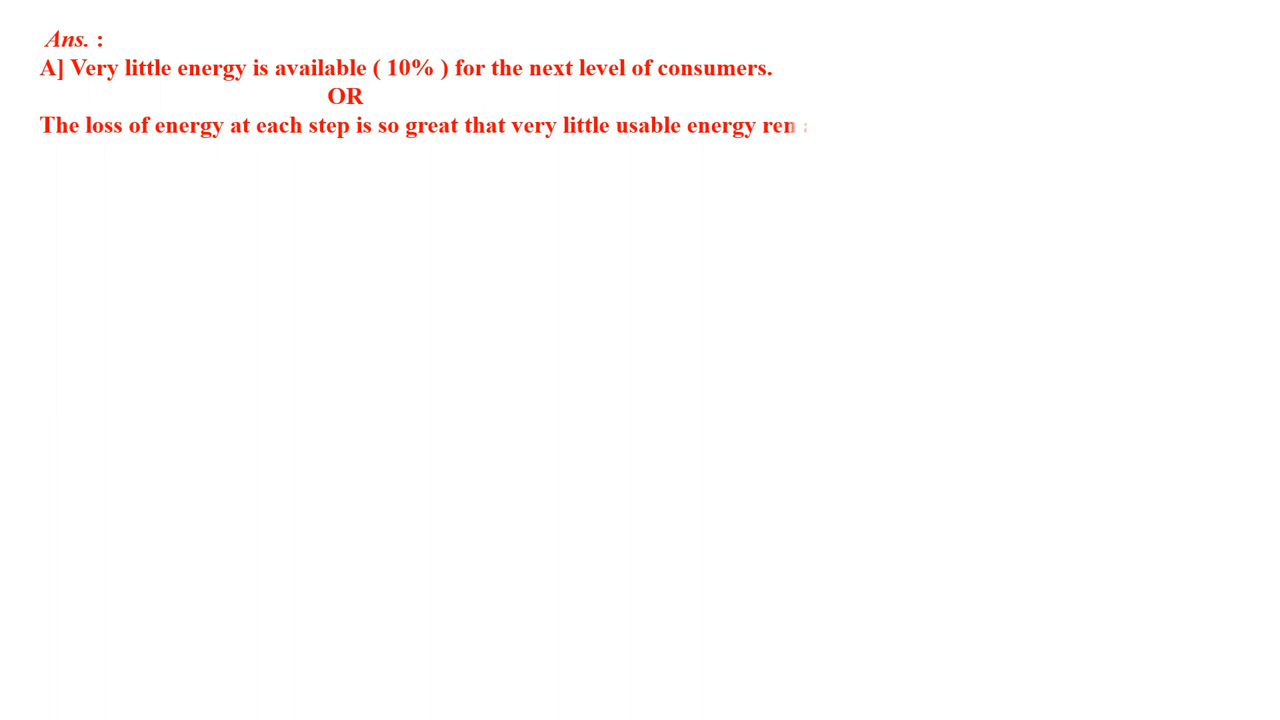 Ans. :
A] Very little energy is available ( 10% ) for the next level of consumers.
OR
The loss of energy at each step is so great that very little usable energy